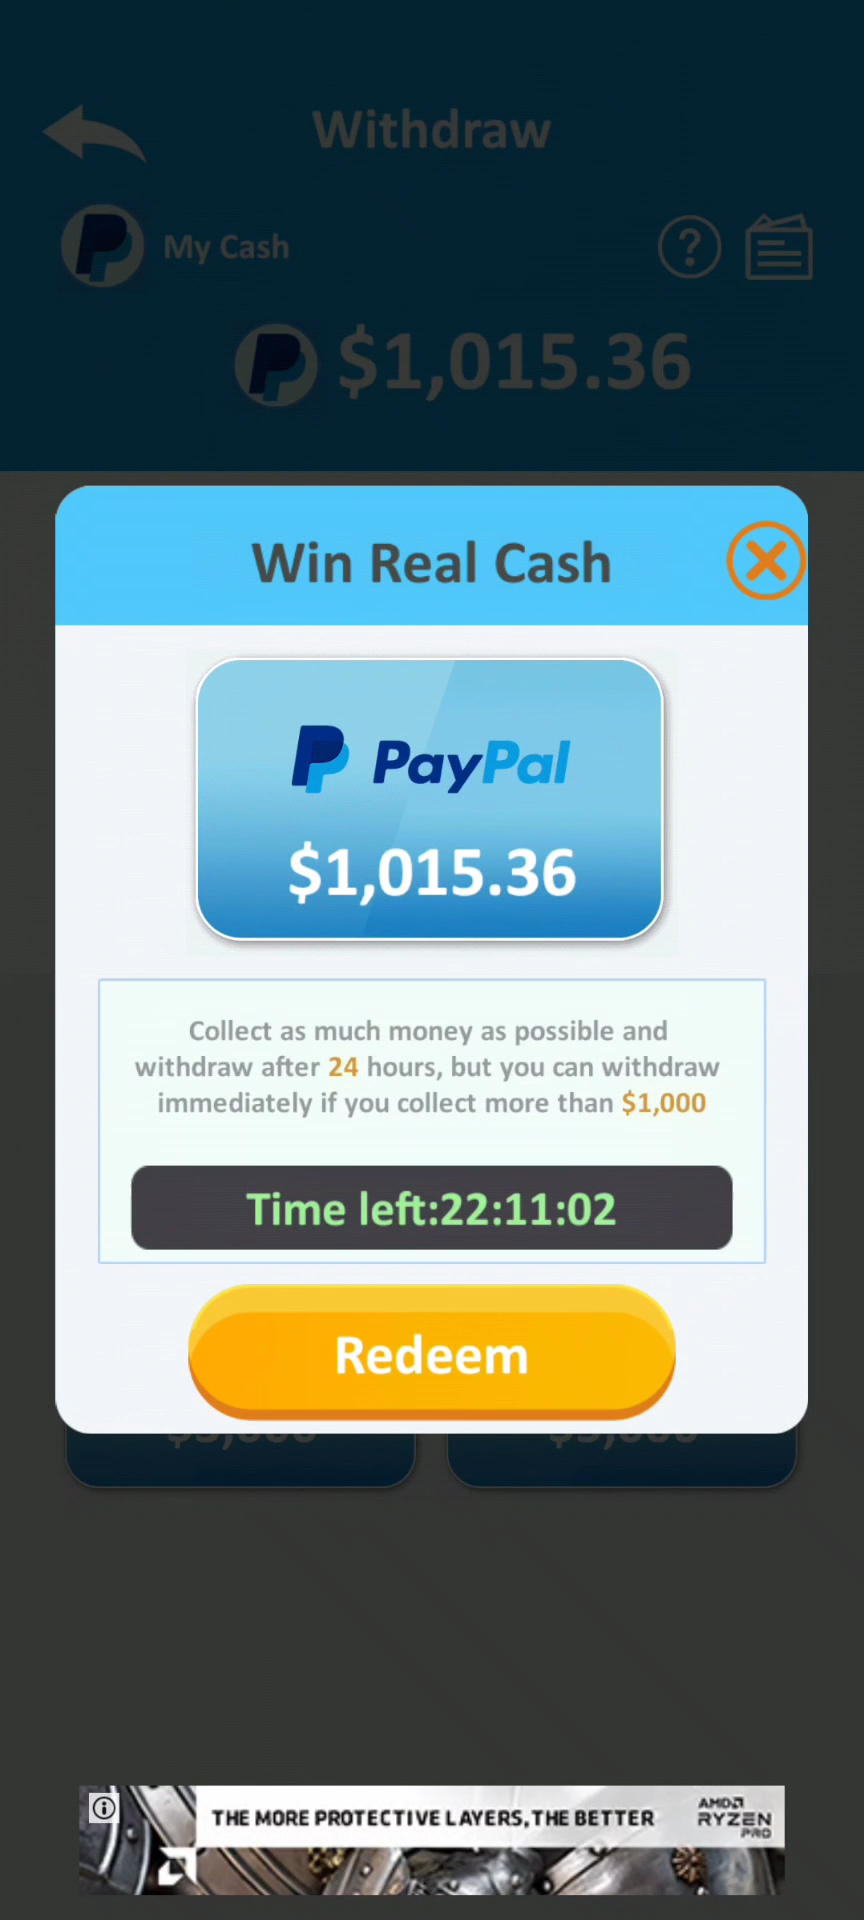 Withdraw
My Cash
$1,015.36
Win Real Cash
PayPal
$1,015.36
Collect as much money as possible and
withdraw after 24 hours, but you can withdraw
immediately if you collect more than $1,000
Time left:22:11:02
Redeem
THE MORE PROTECTIVE LAYERS, THE BETTER
AMD
RYZEN
PRO